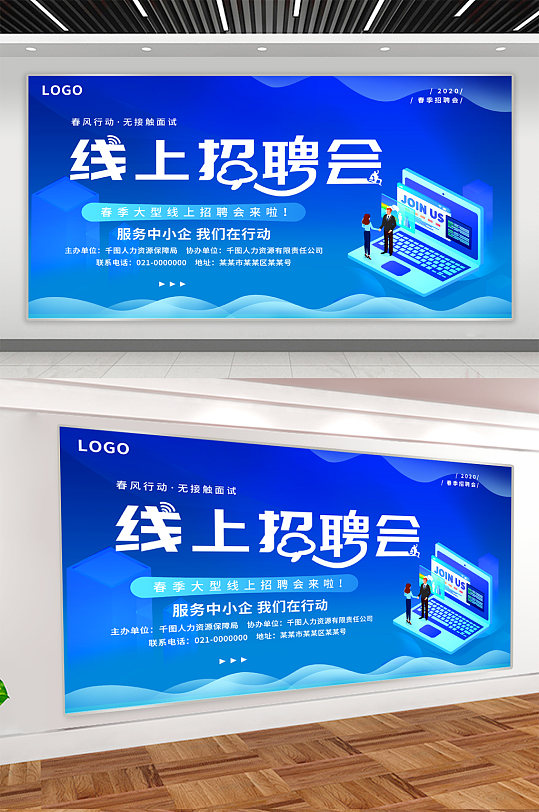 LOGO
/ 2020 /
/ 春季招聘会 /
春风行动·无接触面试
线上招聘会
春季大型线上招聘会来啦！
服务中小企 我们在行动
主办单位：千图人力资源保障局 协办单位：千图人力资源有限责任公司
联系电话：021-0000000 地址：某某市某某区某某号
JOIN US
LOGO
/ 2020 /
/ 春季招聘会 /
春风行动·无接触面试
线上招聘会
春季大型线上招聘会来啦！
服务中小企 我们在行动
主办单位：千图人力资源保障局 协办单位：千图人力资源有限责任公司
联系电话：021-0000000 地址：某某市某某区某某号
JOIN US